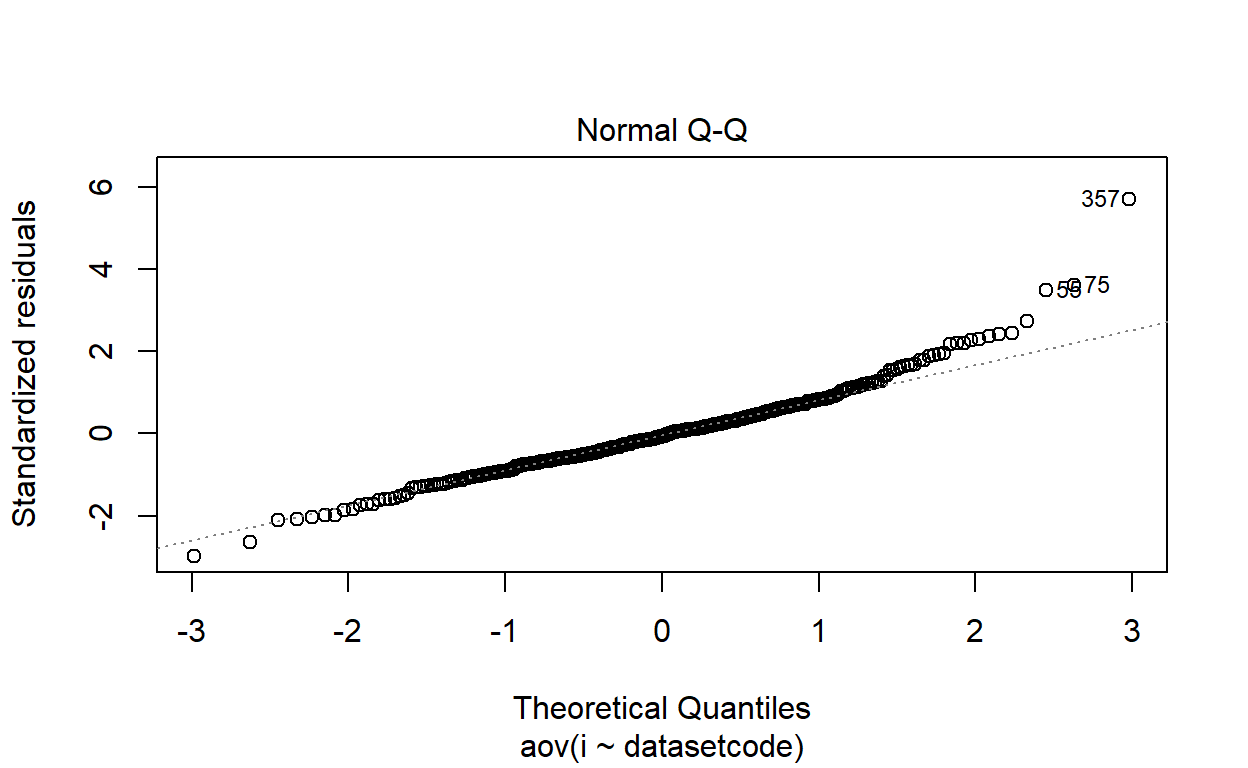 Normal Q-Q
Standardized residuals
6
4
2
0
-2
357
75
-3 -2 -1 0 1 2 3
Theoretical Quantiles
aov(i ~ datasetcode)